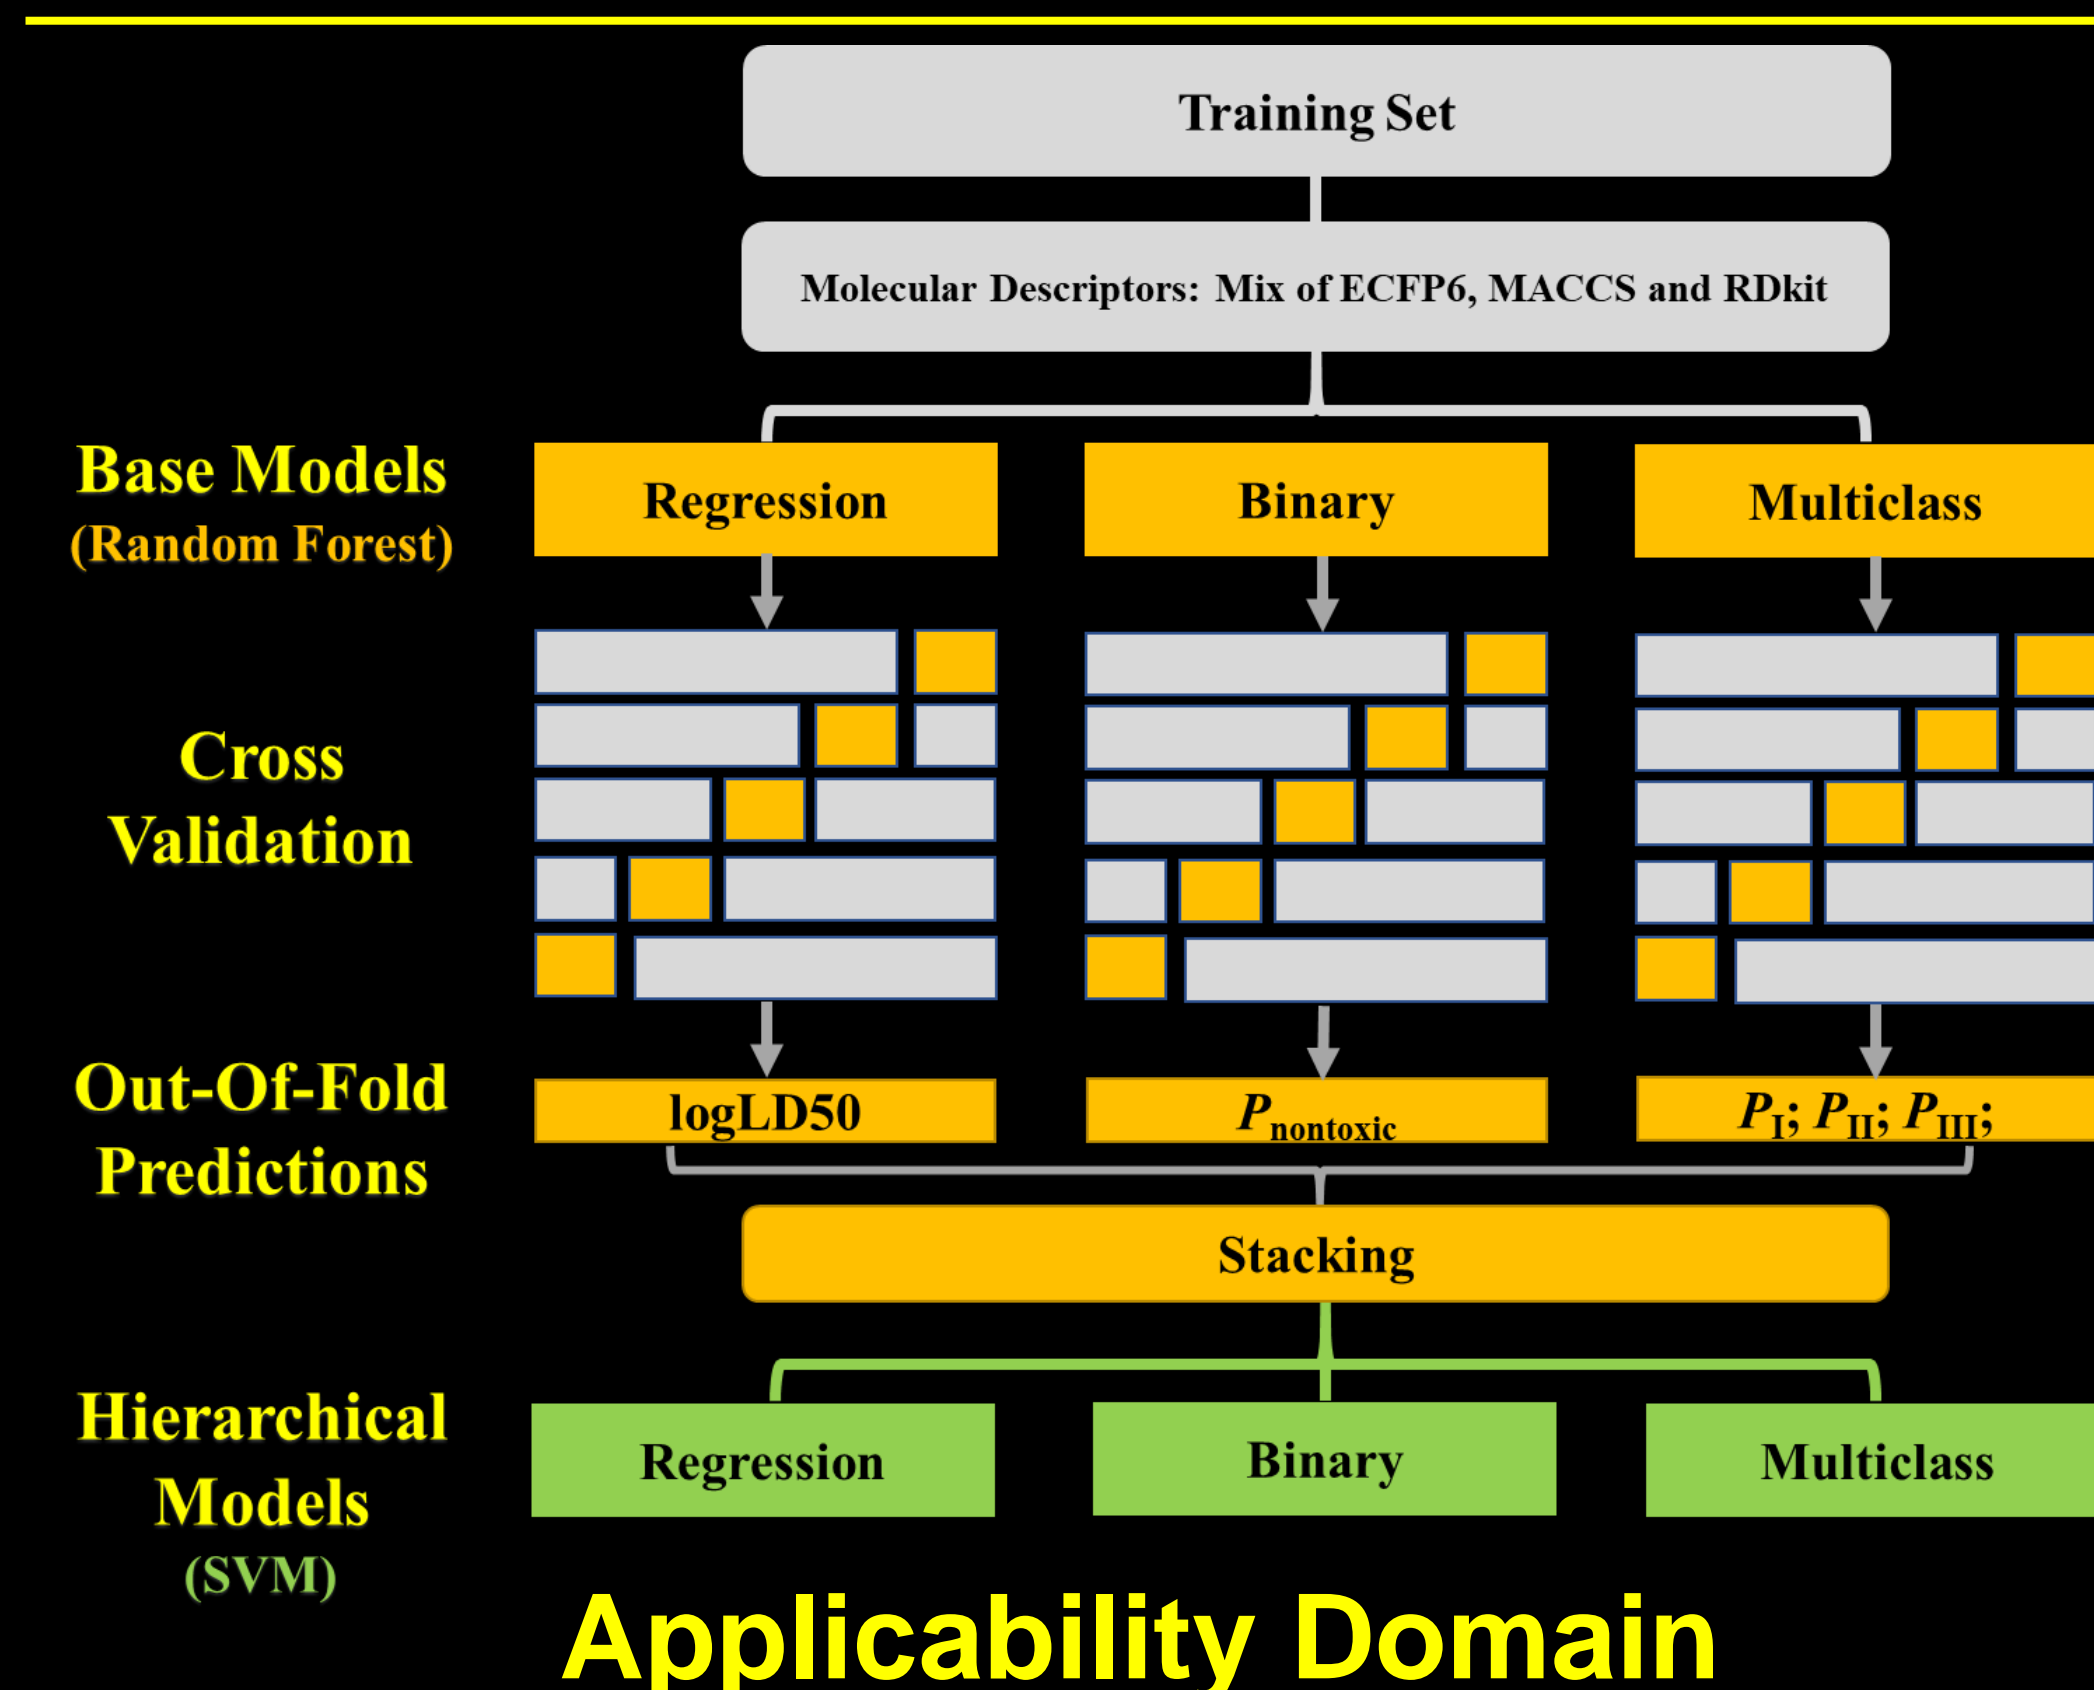 Training Set
Molecular Descriptors: Mix of ECFP6, MACCS and RDkit
Base Models
(Random Forest)
Regression
Binary
Multiclass
Cross
Validation
Out-Of-Fold
Predictions
logLD50
Pnontoxic
PI; PII; PIII;
Stacking
Hierarchical
Models
(SVM)
Regression
Binary
Multiclass
Applicability Domain